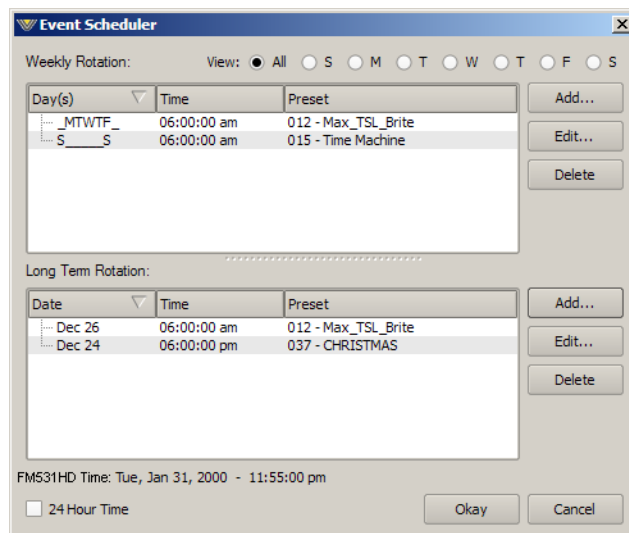 Event Scheduler
Weekly Rotation: View: All S M T W T F S
Day(s) Time Preset
_MTWTF_ 06:00:00 am 012 - Max_TSL_Brite
S_____S 06:00:00 am 015 - Time Machine
Add...
Edit...
Delete
Long Term Rotation:
Date Time Preset
Dec 26 06:00:00 am 012 - Max_TSL_Brite
Dec 24 06:00:00 pm 037 - CHRISTMAS
Add...
Edit...
Delete
FM531HD Time: Tue, Jan 31, 2000 - 11:55:00 pm
24 Hour Time
Okay
Cancel